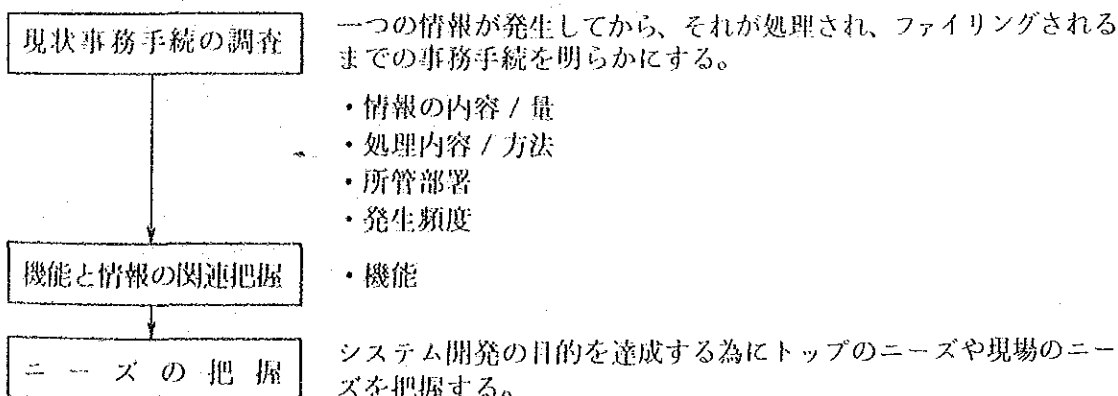 現状事務手続の調査
一つの情報が発生してから、それが処理され、ファイリングされる
までの事務手続を明らかにする。
・情報の内容 / 量
・処理内容 / 方法
・所管部署
・発生頻度
機能と情報の関連把握
・機能
ニーズの把握
システム開発の目的を達成する為にトップのニーズや現場のニー
ズを把握する。